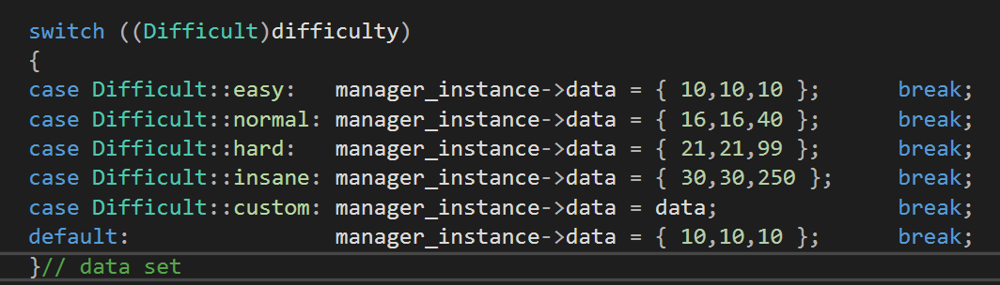 switch ((Difficult)difficulty)
{
case Difficult::easy:   manager_instance->data = { 10,10,10 };      break;
case Difficult::normal: manager_instance->data = { 16,16,40 };      break;
case Difficult::hard:   manager_instance->data = { 21,21,99 };      break;
case Difficult::insane: manager_instance->data = { 30,30,250 };     break;
case Difficult::custom: manager_instance->data = data;              break;
default:                manager_instance->data = { 10,10,10 };      break;
}// data set